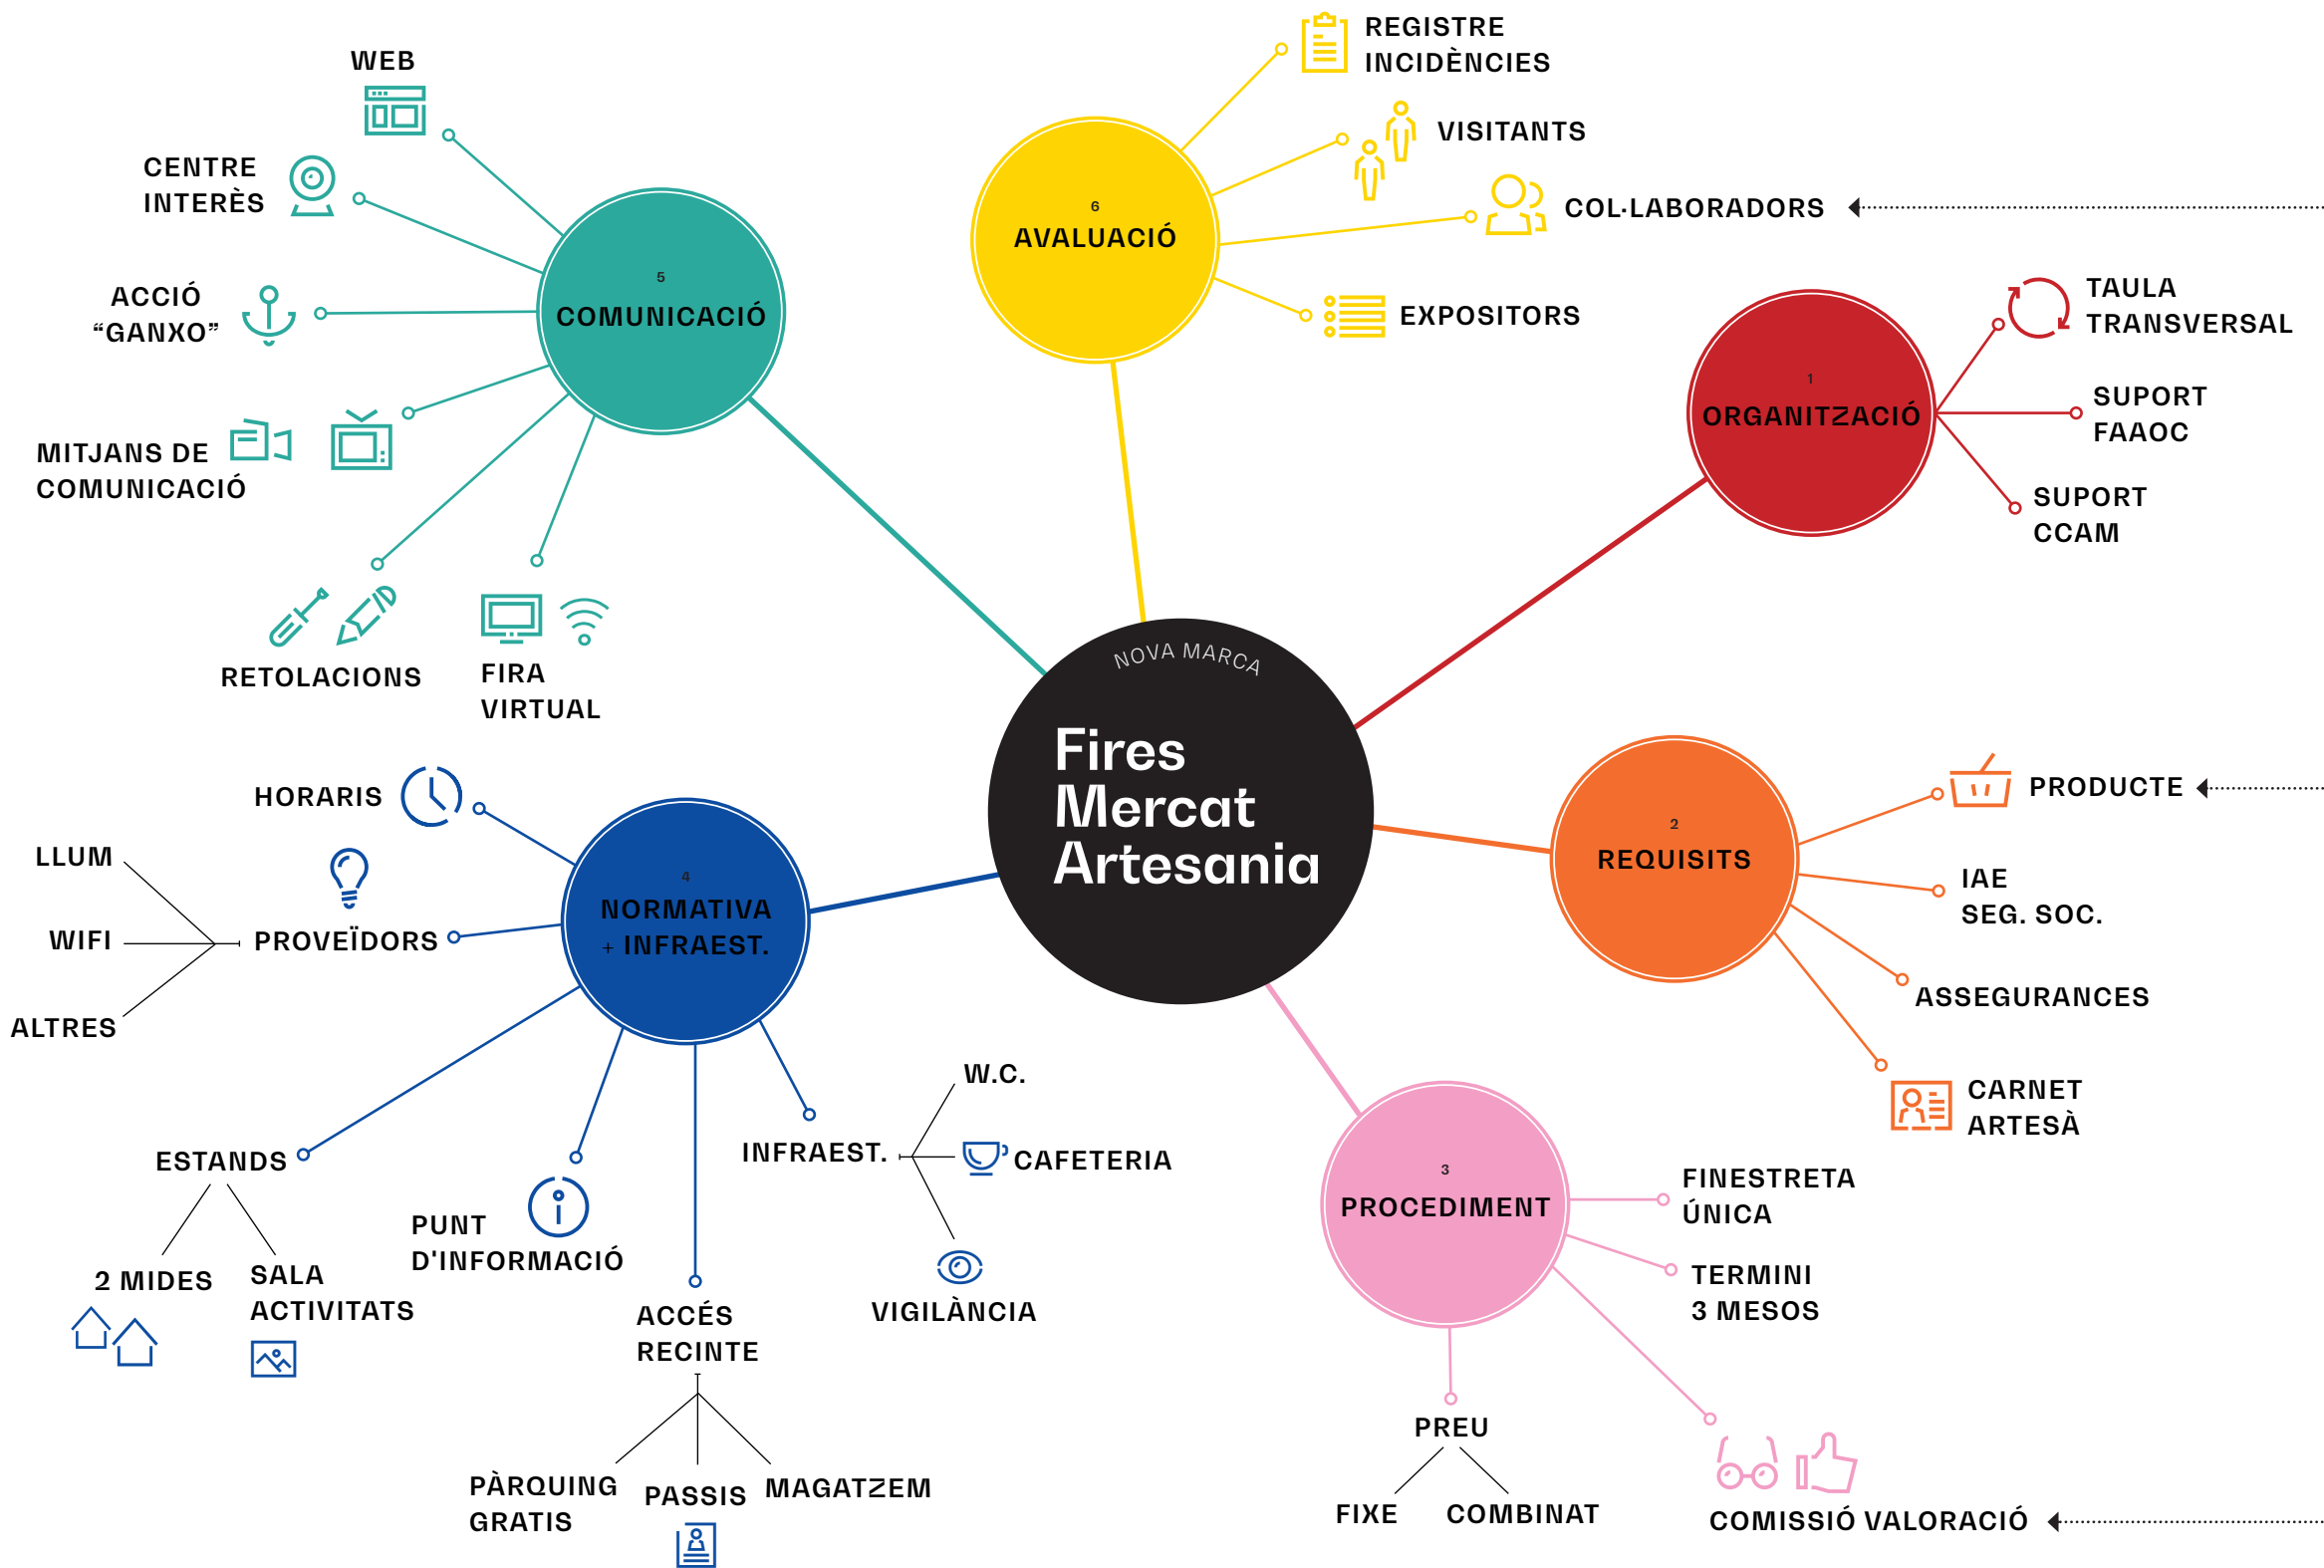 NOVA MARCA
Fires
Mercat
Artesania
1
ORGANITZACIÓ
TAULA
TRANSVERSAL
SUPORT
FAAOC
SUPORT
CCAM
2
REQUISITS
PRODUCTE
IAE
SEG. SOC.
ASSEGURANCES
CARNET
ARTESÀ
3
PROCEDIMENT
FINESTRETA
ÚNICA
TERMINI
3 MESOS
COMISSIÓ VALORACIÓ
PREU
FIXE
COMBINAT
4
NORMATIVA
+ INFRAEST.
HORARIS
PROVEÏDORS
LLUM
WIFI
ALTRES
ESTANDS
2 MIDES
SALA
ACTIVITATS
PUNT
D'INFORMACIÓ
ACCÉS
RECINTE
PÀRQUING
GRATIS
PASSIS
MAGATZEM
INFRAEST.
W.C.
CAFETERIA
VIGILÀNCIA
5
COMUNICACIÓ
WEB
CENTRE
INTERÈS
ACCIÓ
“GANXO”
MITJANS DE
COMUNICACIÓ
RETOLACIONS
FIRA
VIRTUAL
6
AVALUACIÓ
REGISTRE
INCIDÈNCIES
VISITANTS
COL·LABORADORS
EXPOSITORS